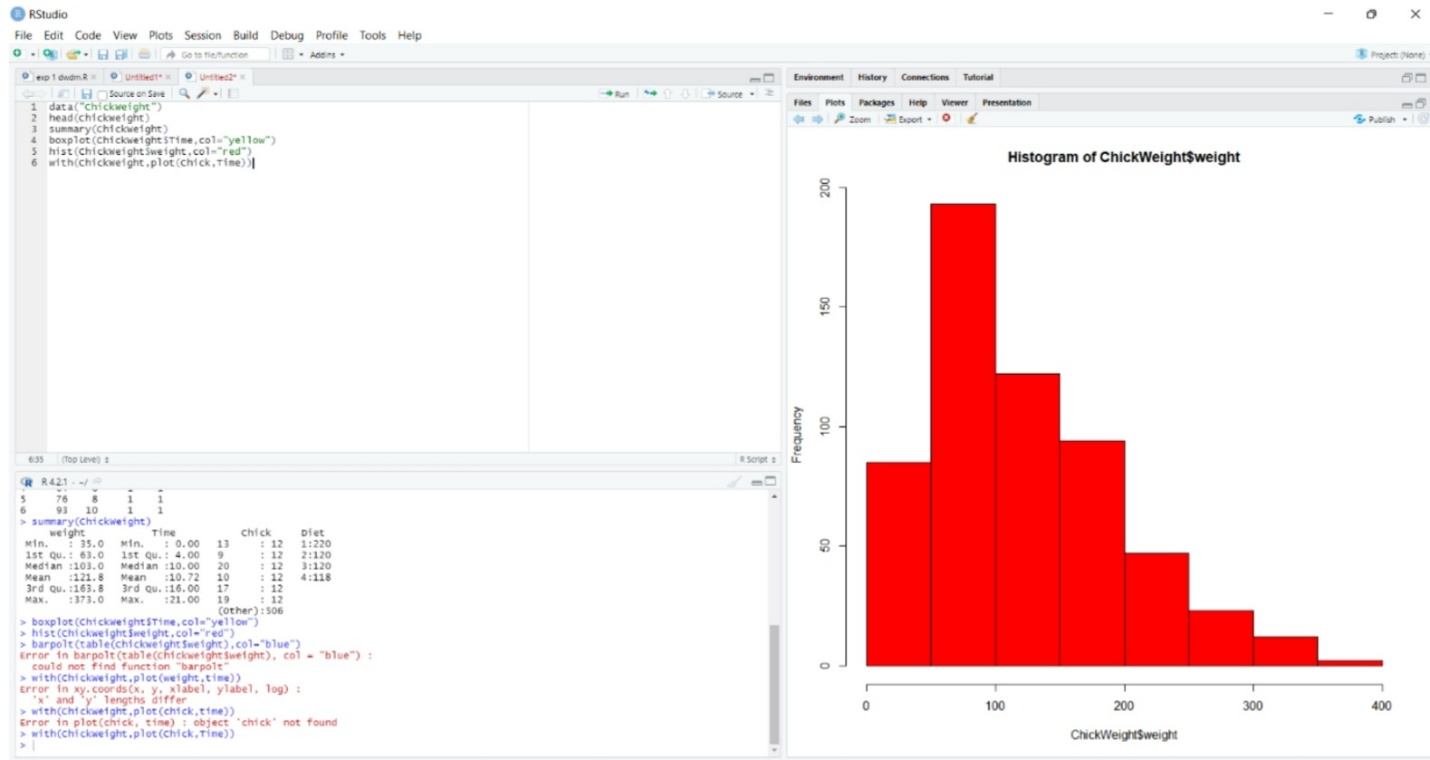 RStudio
File Edit Code View Plots Session Build Debug Profile Tools Help
Go to file/function Addins Project: (None)
exp 1 dwdm.R Untitled1* Untitled2*
Source on Save Run Source
1 data("ChickWeight")
2 head(ChickWeight)
3 summary(ChickWeight)
4 boxplot(ChickWeight$Time,col="yellow")
5 hist(ChickWeight$weight,col="red")
6 with(ChickWeight,plot(Chick,Time))
6:35 (Top Level) R Script
R 4.2.1 · ~/
5 76 8 1 1
6 93 10 1 1
> summary(ChickWeight)
weight Time Chick Diet
Min. : 35.0 Min. : 0.00 13 : 12 1:220
1st Qu.: 63.0 1st Qu.: 4.00 9 : 12 2:120
Median :103.0 Median :10.00 20 : 12 3:120
Mean :121.8 Mean :10.72 10 : 12 4:118
3rd Qu.:163.8 3rd Qu.:16.00 17 : 12
Max. :373.0 Max. :21.00 19 : 12
(Other):506
> boxplot(ChickWeight$Time,col="yellow")
> hist(ChickWeight$weight,col="red")
> barpolt(table(ChickWeight$weight),col="blue")
Error in barpolt(table(ChickWeight$weight), col = "blue") :
could not find function "barpolt"
> with(ChickWeight,plot(weight,time))
Error in xy.coords(x, y, xlabel, ylabel, log) :
'x' and 'y' lengths differ
> with(ChickWeight,plot(chick,time))
Error in plot(chick, time) : object 'chick' not found
> with(ChickWeight,plot(Chick,Time))
>
Environment History Connections Tutorial
Files Plots Packages Help Viewer Presentation
Zoom Export Publish
Histogram of ChickWeight$weight
Frequency
200
150
100
50
0
0 100 200 300 400
ChickWeight$weight